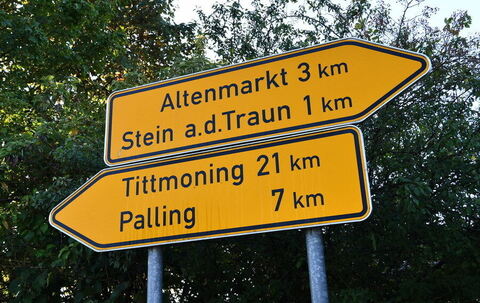 Altenmarkt 3 km
Stein a.d.Traun 1 km
Tittmoning 21 km
Palling 7 km